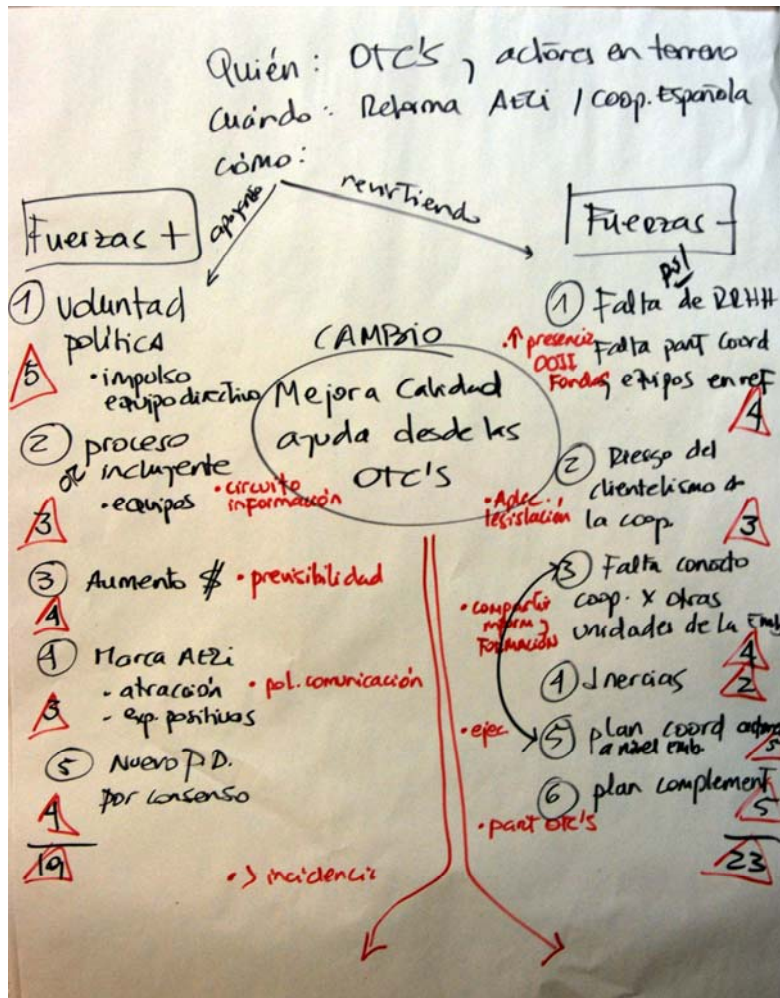 Quién: OTC'S, actores en terreno
Cuándo: Reforma AECi / Coop. Española
Cómo:
apoyando
revirtiendo
Fuerzas +
① Voluntad
política
5
• impulso
equipo directivo
② proceso
incluyente
3
• equipos
• circuito
información
③ Aumento $ • previsibilidad
4
④ Marca AECi
- atracción • pol. comunicación
3
- exp. positivas
⑤ Nuevo P.D.
por consenso
4
19
• > incidencia
CAMBIO
Mejora Calidad
ayuda desde las
OTC'S
Fuerzas -
① Falta de RRHH
• ↑ presencia
OOII
Fondos
Falta part coord
equipos en ref
4
② Riesgo del
clientelismo
la coop.
3
• Adec.
legislación
③ Falta conocto
coop. x otras
unidades de la Emb
4
• compartir
inform y
Formación
④ Inercias
2
• ejec.
⑤ plan coord
a nivel emb.
5
⑥ plan complement
5
• part OTC'S
23